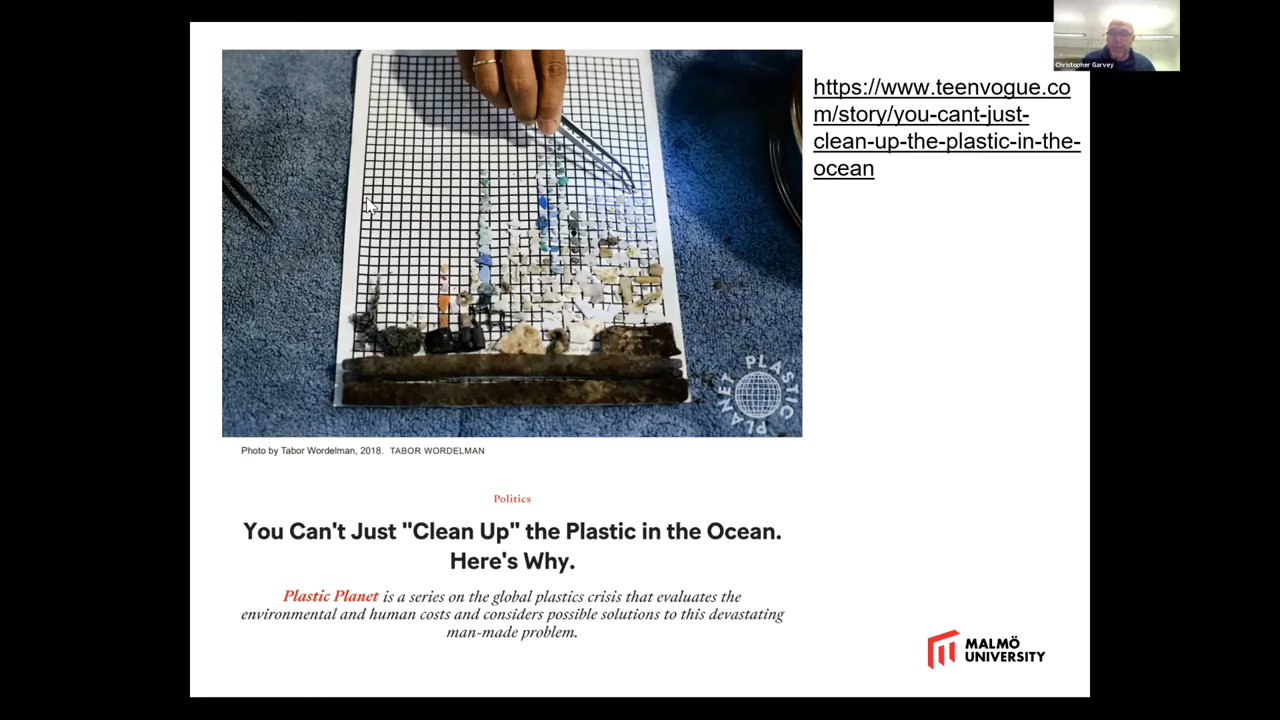 Christopher Garvey
https://www.teenvogue.co
m/story/you-cant-just-
clean-up-the-plastic-in-the-
ocean
PLASTIC PLANET
Photo by Tabor Wordelman, 2018. TABOR WORDELMAN
Politics
You Can't Just "Clean Up" the Plastic in the Ocean.
Here's Why.
Plastic Planet is a series on the global plastics crisis that evaluates the
environmental and human costs and considers possible solutions to this devastating
man-made problem.
MALMÖ
UNIVERSITY